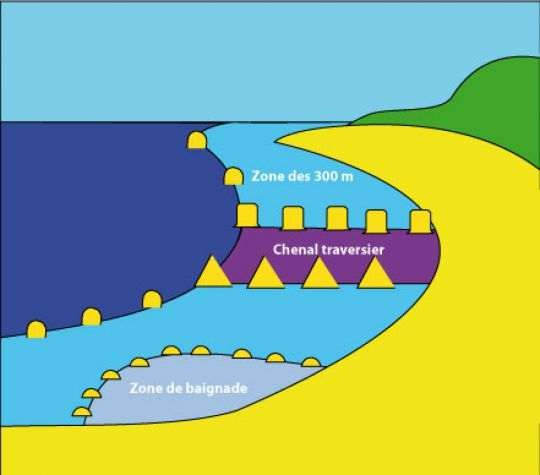 Zone des 300 m
Chenal traversier
Zone de baignade